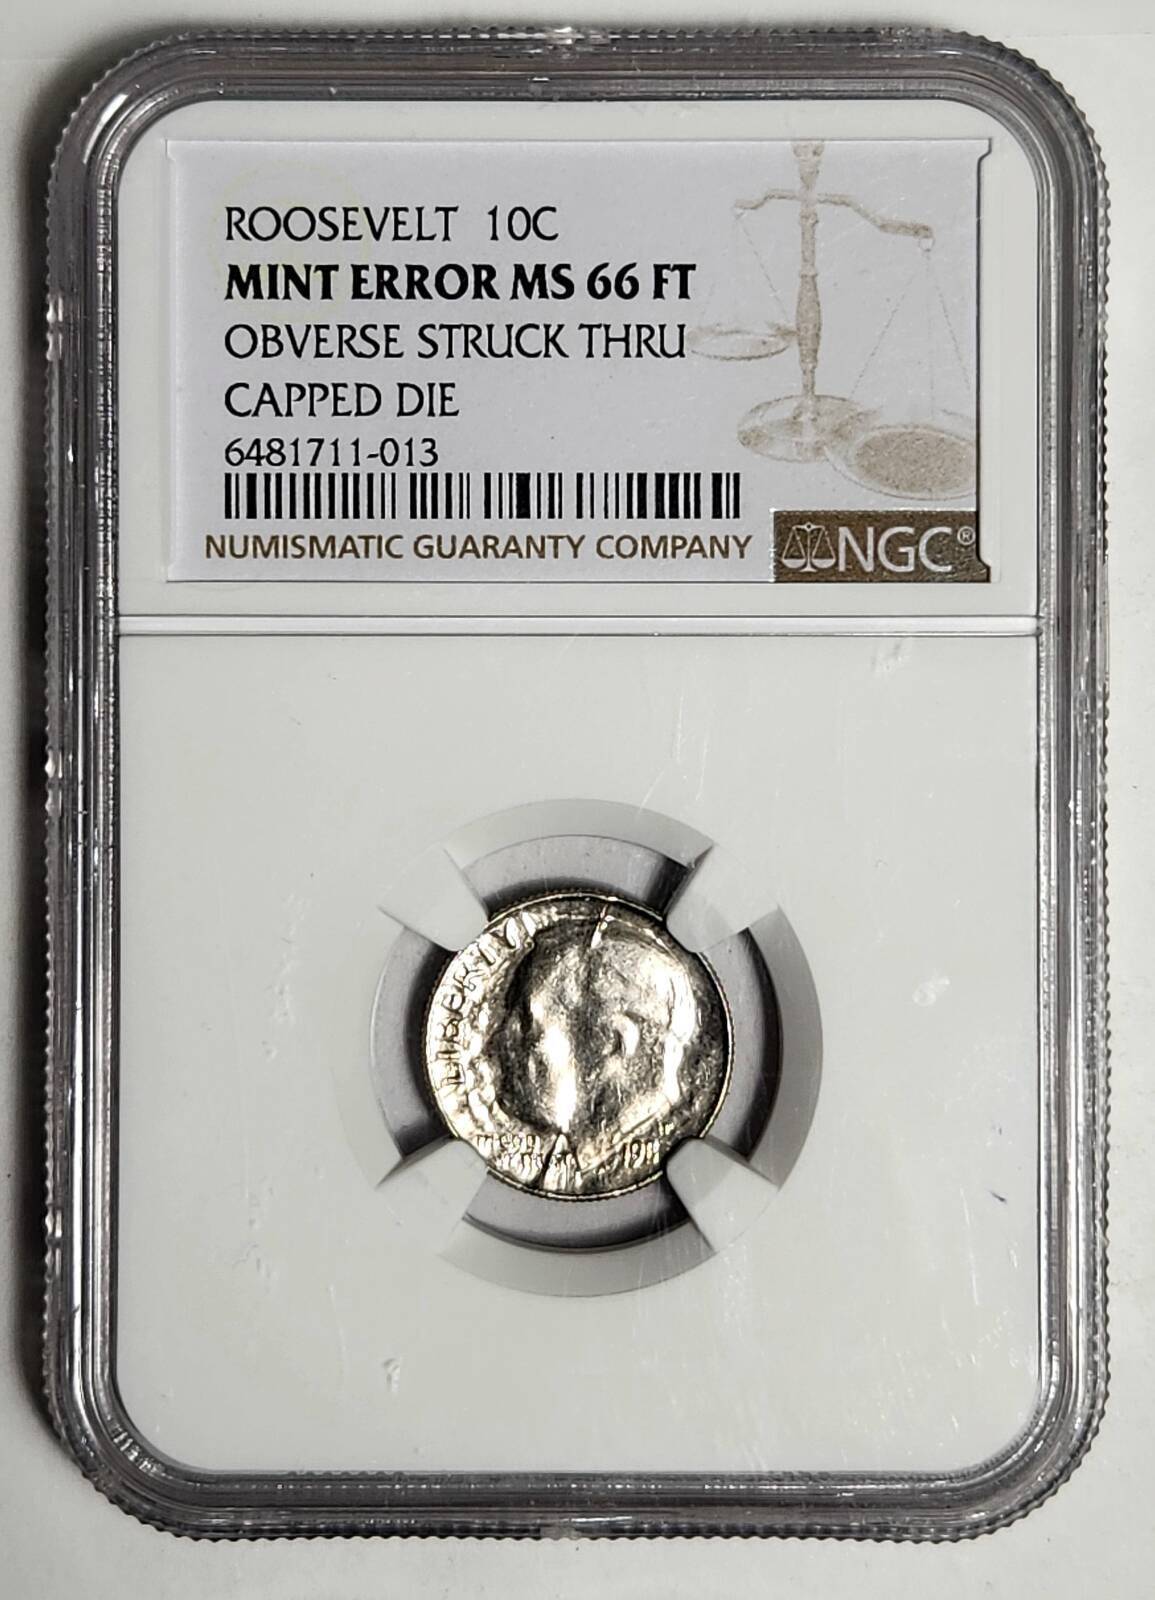 ROOSEVELT 10C
MINT ERROR MS 66 FT
OBVERSE STRUCK THRU
CAPPED DIE
6481711-013
NUMISMATIC GUARANTY COMPANY
NGC®
LIBERTY